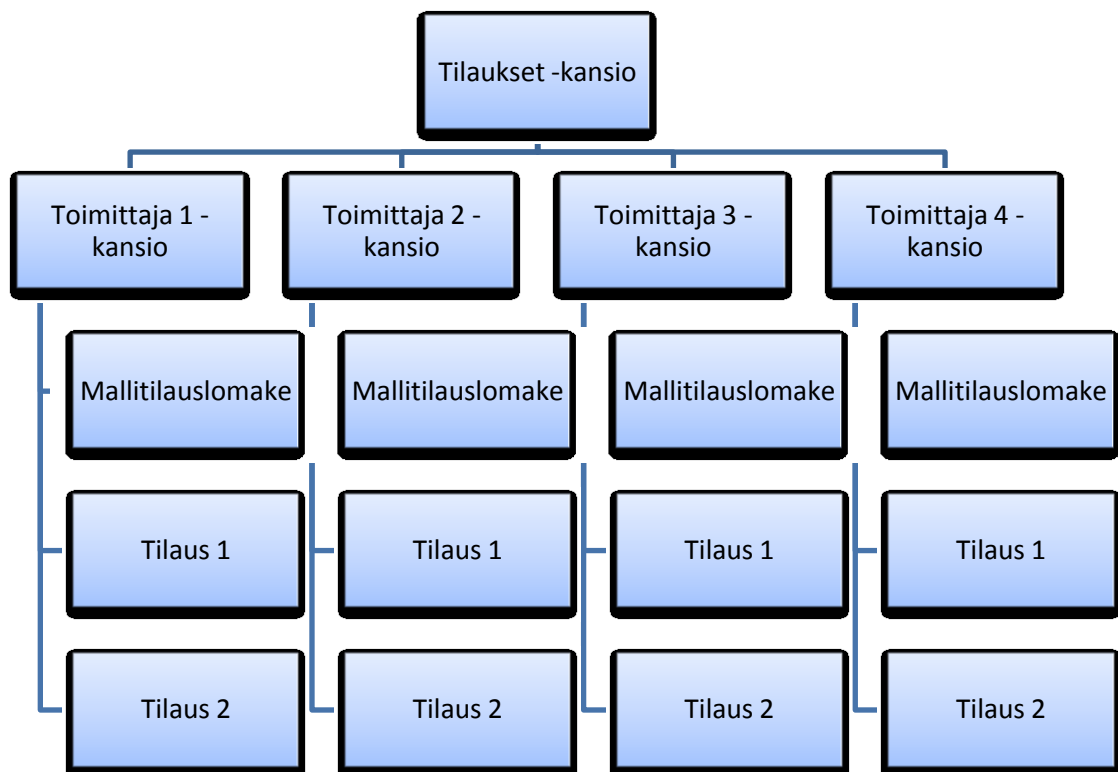 Tilaukset -kansio
Toimittaja 1 -
kansio
Toimittaja 2 -
kansio
Toimittaja 3 -
kansio
Toimittaja 4 -
kansio
Mallitilauslomake
Mallitilauslomake
Mallitilauslomake
Mallitilauslomake
Tilaus 1
Tilaus 1
Tilaus 1
Tilaus 1
Tilaus 2
Tilaus 2
Tilaus 2
Tilaus 2